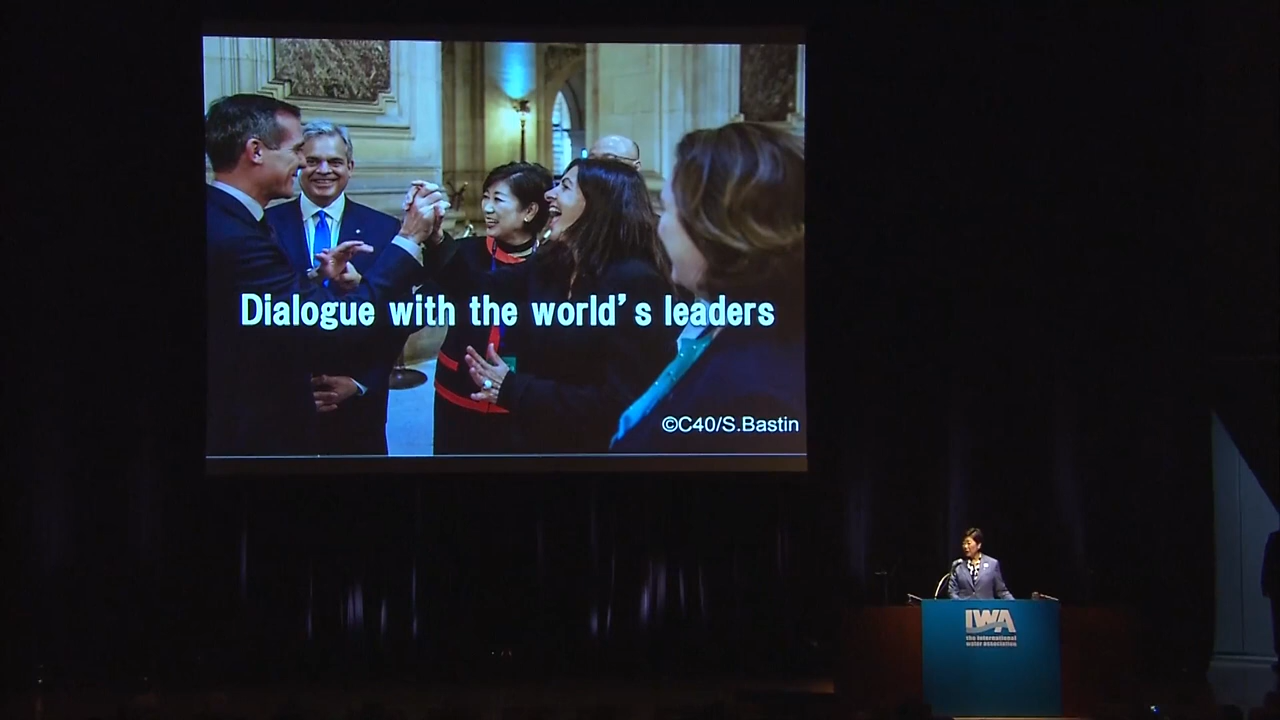 Dialogue with the world's leaders
©C40/S.Bastin
IWA
the international
water association